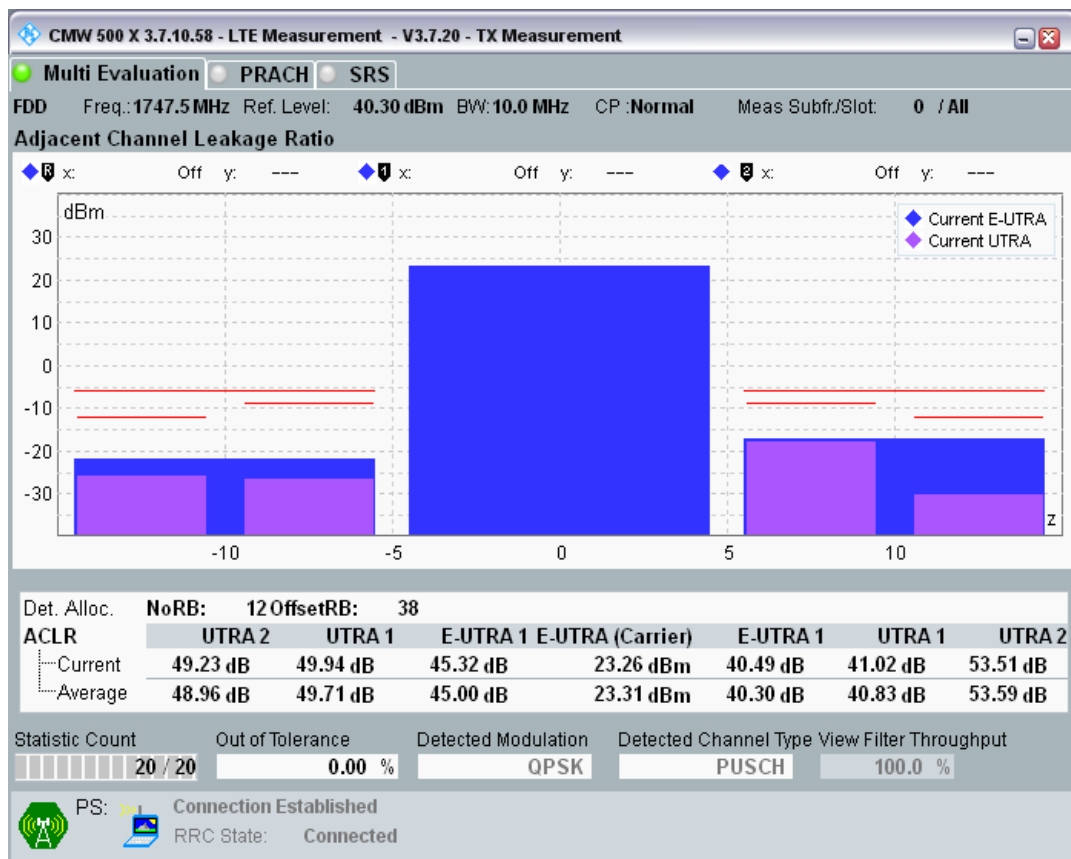 CMW 500 X 3.7.10.58 - LTE Measurement - V3.7.20 - TX Measurement
Multi Evaluation PRACH SRS
FDD Freq.:1747.5 MHz Ref. Level: 40.30 dBm BW:10.0 MHz CP :Normal Meas Subfr./Slot: 0 / All
Adjacent Channel Leakage Ratio
R x: Off y: --- 1 x: Off y: --- 2 x: Off y: ---
dBm
Current E-UTRA
Current UTRA
30
20
10
0
-10
-20
-30
z
-10 -5 0 5 10
Det. Alloc. NoRB: 12 OffsetRB: 38
ACLR UTRA 2 UTRA 1 E-UTRA 1 E-UTRA (Carrier) E-UTRA 1 UTRA 1 UTRA 2
Current 49.23 dB 49.94 dB 45.32 dB 23.26 dBm 40.49 dB 41.02 dB 53.51 dB
Average 48.96 dB 49.71 dB 45.00 dB 23.31 dBm 40.30 dB 40.83 dB 53.59 dB
Statistic Count Out of Tolerance Detected Modulation Detected Channel Type View Filter Throughput
20 / 20 0.00 % QPSK PUSCH 100.0 %
PS: Connection Established
RRC State: Connected